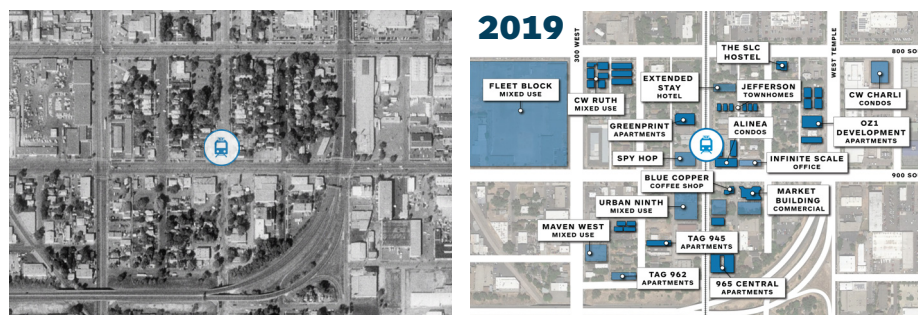 2019
300 WEST
WEST TEMPLE
800 SO
THE SLC
HOSTEL
FLEET BLOCK
MIXED USE
CW RUTH
MIXED USE
EXTENDED
STAY
HOTEL
JEFFERSON
TOWNHOMES
CW CHARLI
CONDOS
GREENPRINT
APARTMENTS
ALINEA
CONDOS
OZ1
DEVELOPMENT
APARTMENTS
SPY HOP
INFINITE SCALE
OFFICE
900 SO
BLUE COPPER
COFFEE SHOP
MARKET
BUILDING
COMMERCIAL
URBAN NINTH
MIXED USE
MAVEN WEST
MIXED USE
TAG 945
APARTMENTS
TAG 962
APARTMENTS
965 CENTRAL
APARTMENTS